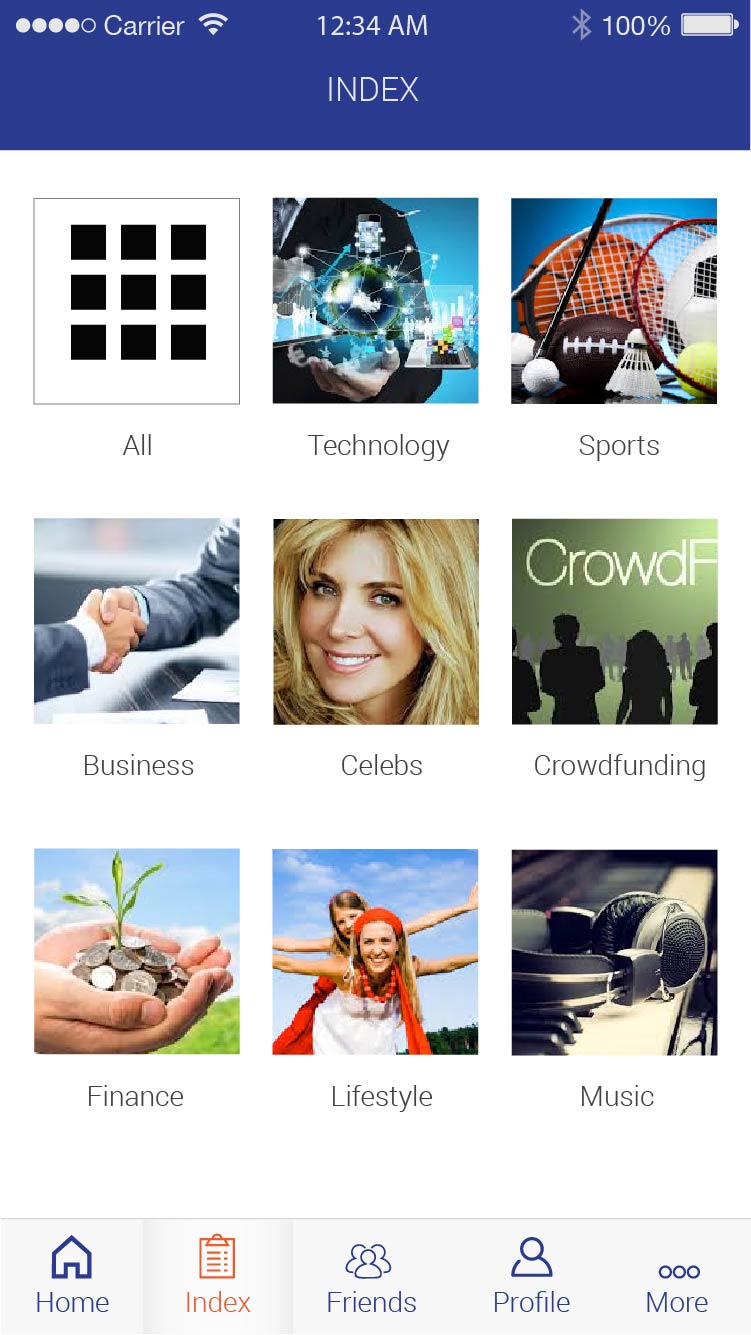 Carrier 12:34 AM 100%
INDEX
All Technology Sports
CrowdF
Business Celebs Crowdfunding
Finance Lifestyle Music
Home Index Friends Profile More